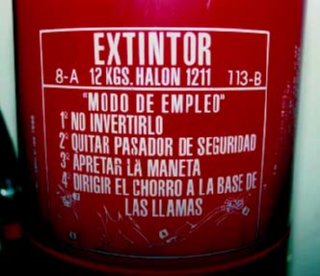 EXTINTOR
8-A 12 KGS. HALON 1211 113-B
"MODO DE EMPLEO"
1º NO INVERTIRLO
2º QUITAR PASADOR DE SEGURIDAD
3º APRETAR LA MANETA
4º DIRIGIR EL CHORRO A LA BASE DE
LAS LLAMAS